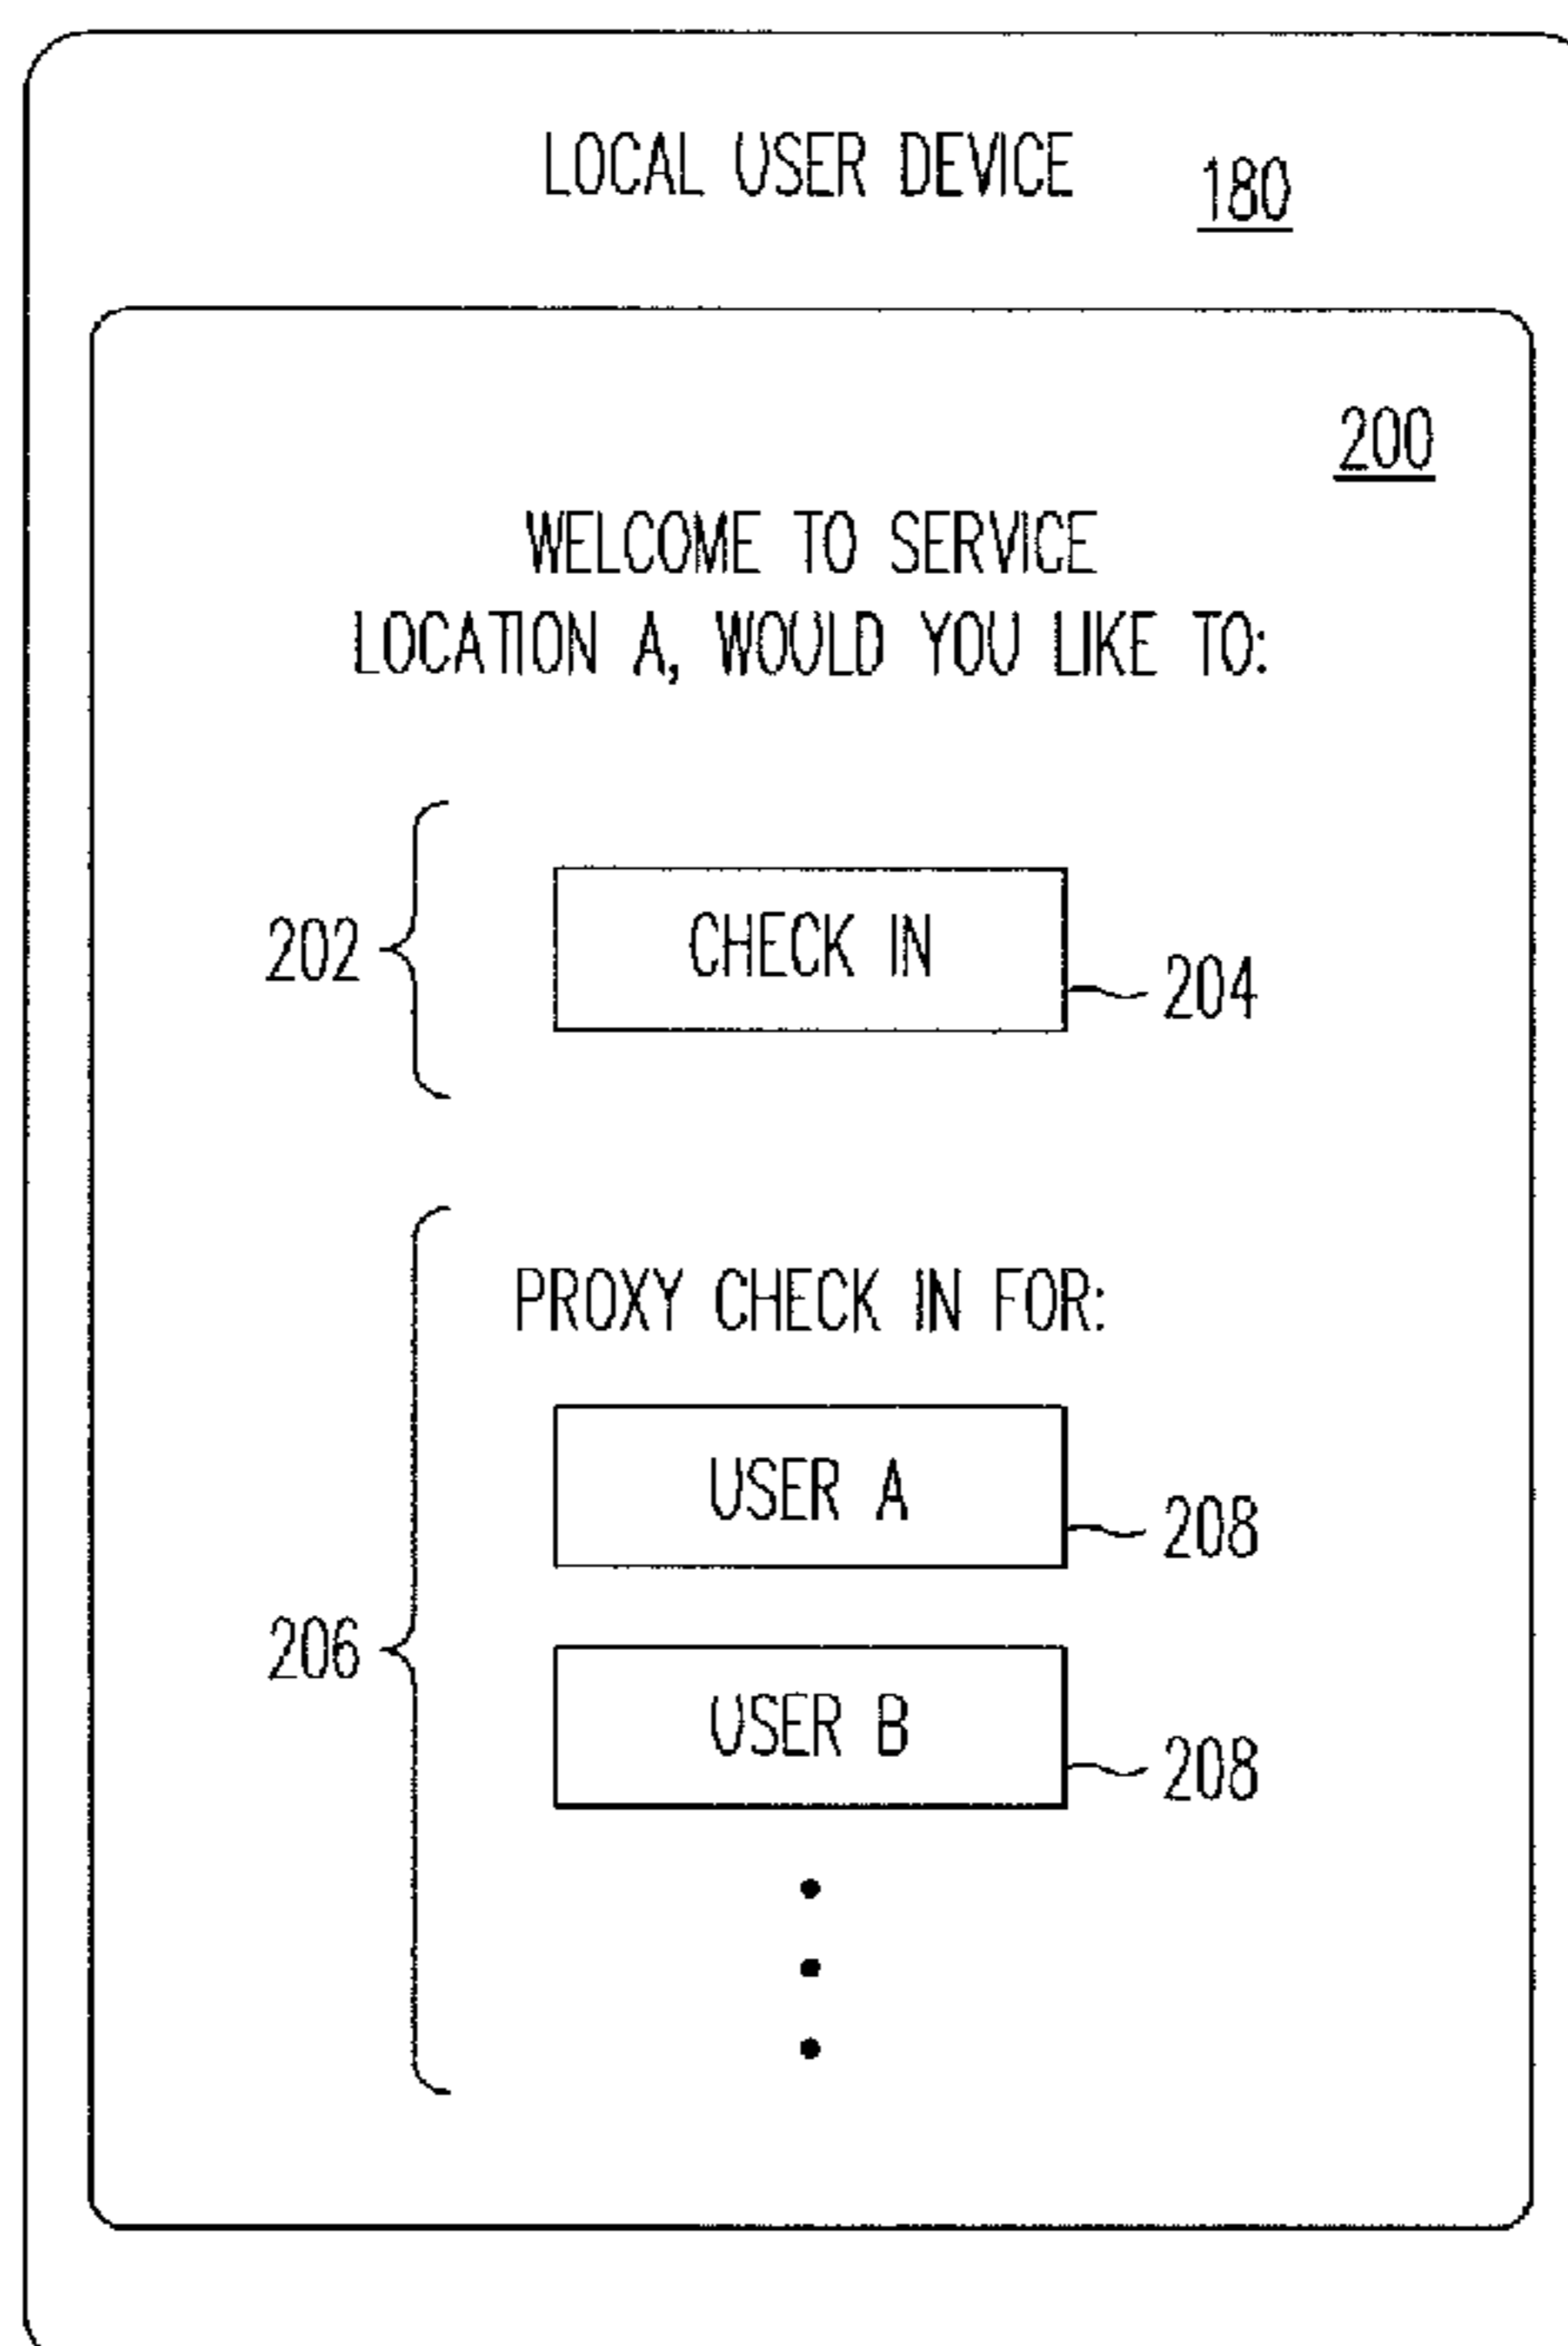 LOCAL USER DEVICE 180
200
WELCOME TO SERVICE
LOCATION A, WOULD YOU LIKE TO:
202
CHECK IN
204
PROXY CHECK IN FOR:
USER A
208
206
USER B
208